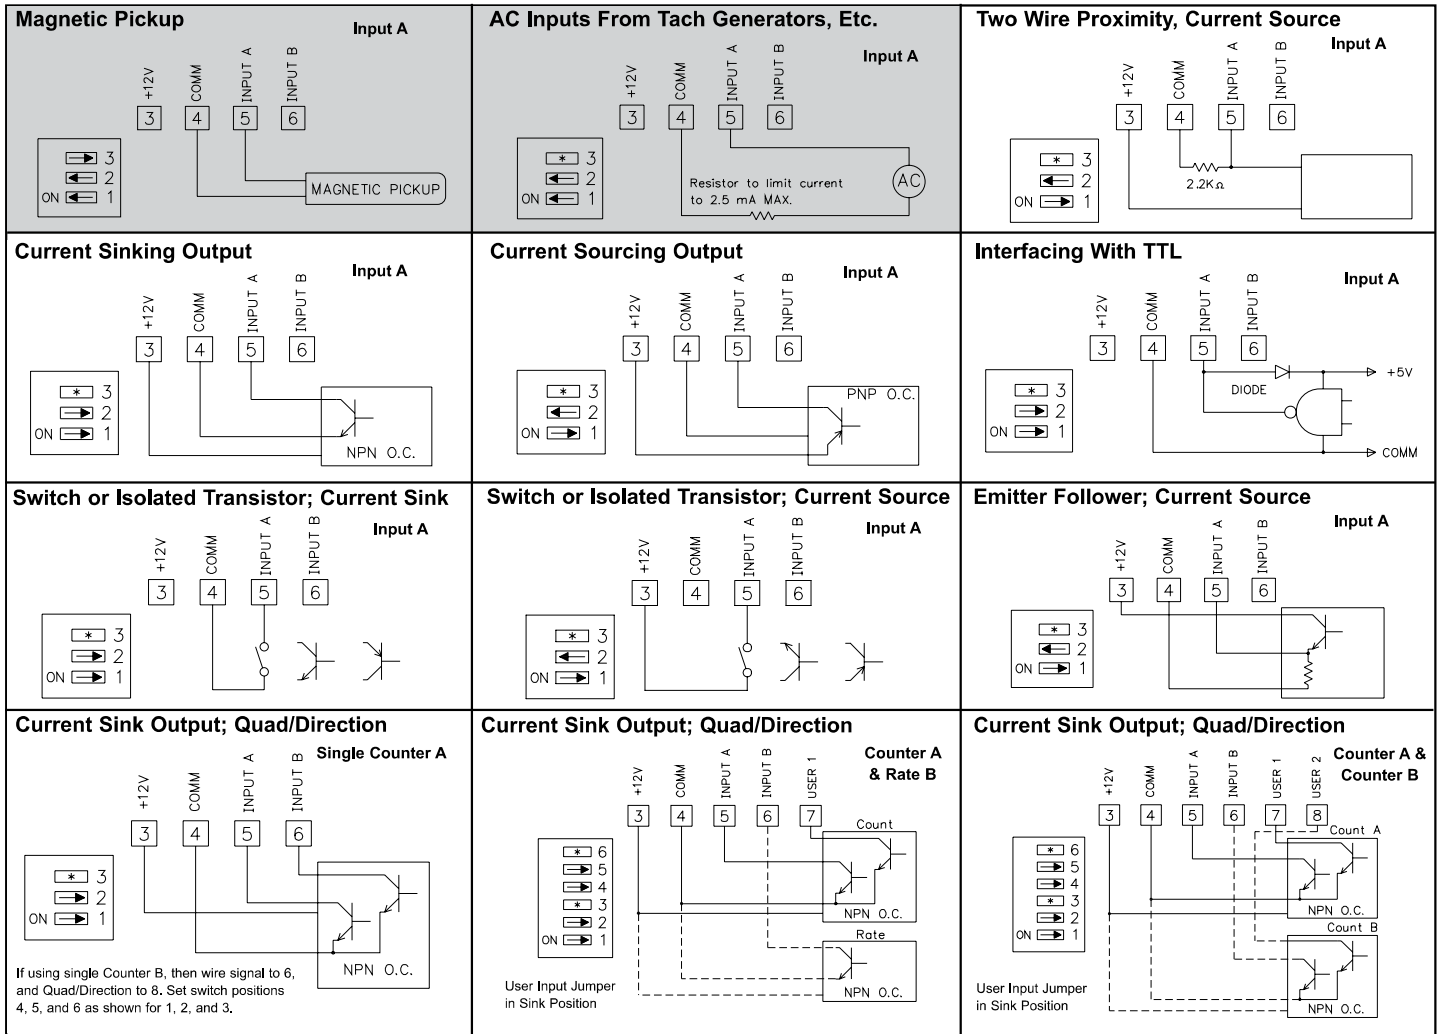 Magnetic Pickup
Input A
+12V
COMM
INPUT A
INPUT B
3
4
5
6
3
2
ON 1
MAGNETIC PICKUP
AC Inputs From Tach Generators, Etc.
Input A
+12V
COMM
INPUT A
INPUT B
3
4
5
6
* 3
2
ON 1
Resistor to limit current
to 2.5 mA MAX.
AC
Two Wire Proximity, Current Source
Input A
+12V
COMM
INPUT A
INPUT B
3
4
5
6
* 3
2
ON 1
2.2KΩ
Current Sinking Output
Input A
+12V
COMM
INPUT A
INPUT B
3
4
5
6
* 3
2
ON 1
NPN O.C.
Current Sourcing Output
Input A
+12V
COMM
INPUT A
INPUT B
3
4
5
6
* 3
2
ON 1
PNP O.C.
Interfacing With TTL
Input A
+12V
COMM
INPUT A
INPUT B
3
4
5
6
* 3
2
ON 1
DIODE
+5V
COMM
Switch or Isolated Transistor; Current Sink
Input A
+12V
COMM
INPUT A
INPUT B
3
4
5
6
* 3
2
ON 1
Switch or Isolated Transistor; Current Source
Input A
+12V
COMM
INPUT A
INPUT B
3
4
5
6
* 3
2
ON 1
Emitter Follower; Current Source
Input A
+12V
COMM
INPUT A
INPUT B
3
4
5
6
* 3
2
ON 1
Current Sink Output; Quad/Direction
Single Counter A
+12V
COMM
INPUT A
INPUT B
3
4
5
6
* 3
2
ON 1
NPN O.C.
If using single Counter B, then wire signal to 6,
and Quad/Direction to 8. Set switch positions
4, 5, and 6 as shown for 1, 2, and 3.
Current Sink Output; Quad/Direction
Counter A
& Rate B
+12V
COMM
INPUT A
INPUT B
USER 1
3
4
5
6
7
Count
* 6
5
4
* 3
2
ON 1
NPN O.C.
Rate
NPN O.C.
User Input Jumper
in Sink Position
Current Sink Output; Quad/Direction
Counter A &
Counter B
+12V
COMM
INPUT A
INPUT B
USER 1
USER 2
3
4
5
6
7
8
Count A
* 6
5
4
* 3
2
ON 1
NPN O.C.
Count B
NPN O.C.
User Input Jumper
in Sink Position